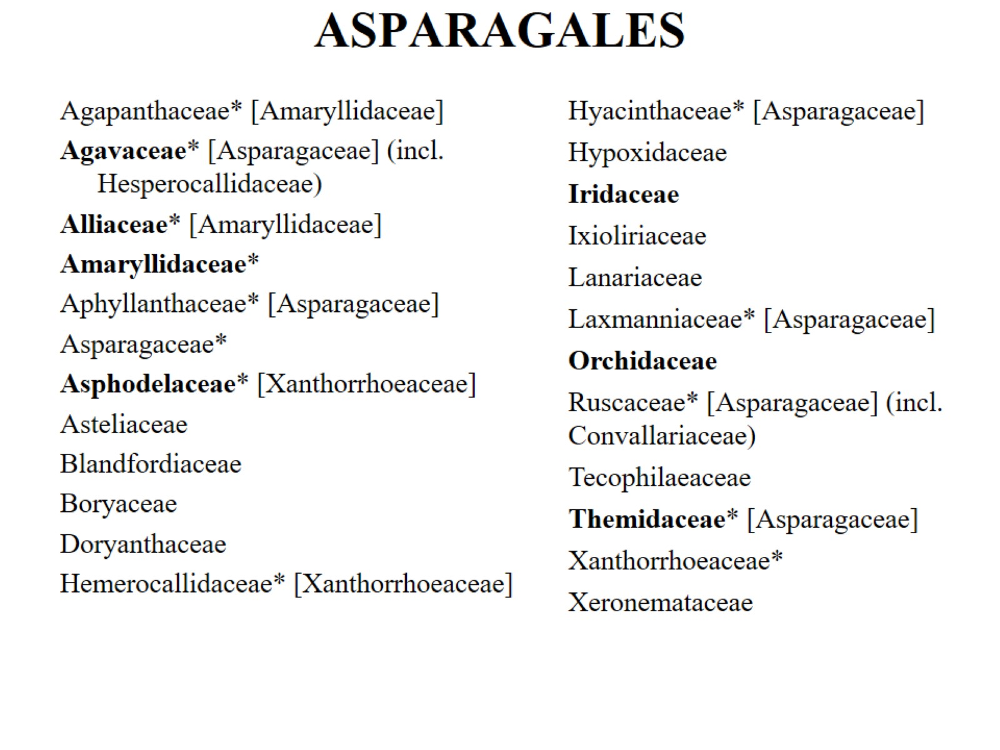 ASPARAGALES
Agapanthaceae* [Amaryllidaceae]
Agavaceae* [Asparagaceae] (incl.
Hesperocallidaceae)
Alliaceae* [Amaryllidaceae]
Amaryllidaceae*
Aphyllanthaceae* [Asparagaceae]
Asparagaceae*
Asphodelaceae* [Xanthorrhoeaceae]
Asteliaceae
Blandfordiaceae
Boryaceae
Doryanthaceae
Hemerocallidaceae* [Xanthorrhoeaceae]
Hyacinthaceae* [Asparagaceae]
Hypoxidaceae
Iridaceae
Ixioliriaceae
Lanariaceae
Laxmanniaceae* [Asparagaceae]
Orchidaceae
Ruscaceae* [Asparagaceae] (incl.
Convallariaceae)
Tecophilaeaceae
Themidaceae* [Asparagaceae]
Xanthorrhoeaceae*
Xeronemataceae